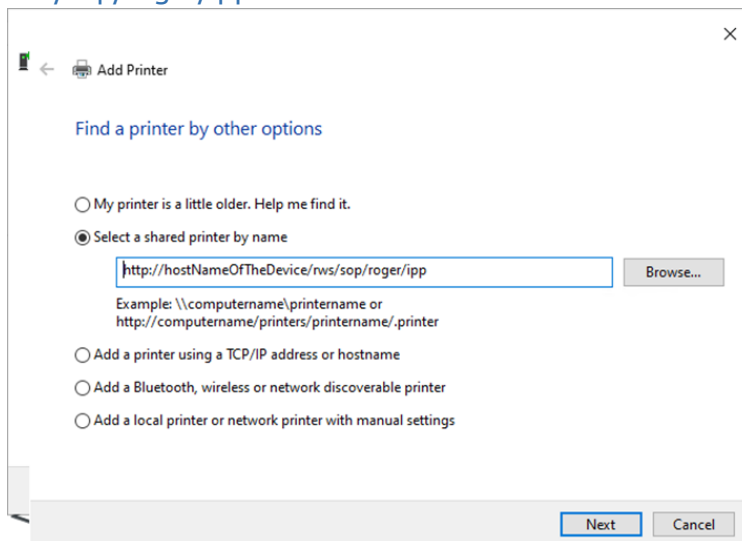 Add Printer
Find a printer by other options
My printer is a little older. Help me find it.
Select a shared printer by name
http://hostNameOfTheDevice/rws/sop/roger/ipp
Browse...
Example: \\computername\printername or
http://computername/printers/printername/.printer
Add a printer using a TCP/IP address or hostname
Add a Bluetooth, wireless or network discoverable printer
Add a local printer or network printer with manual settings
Next
Cancel